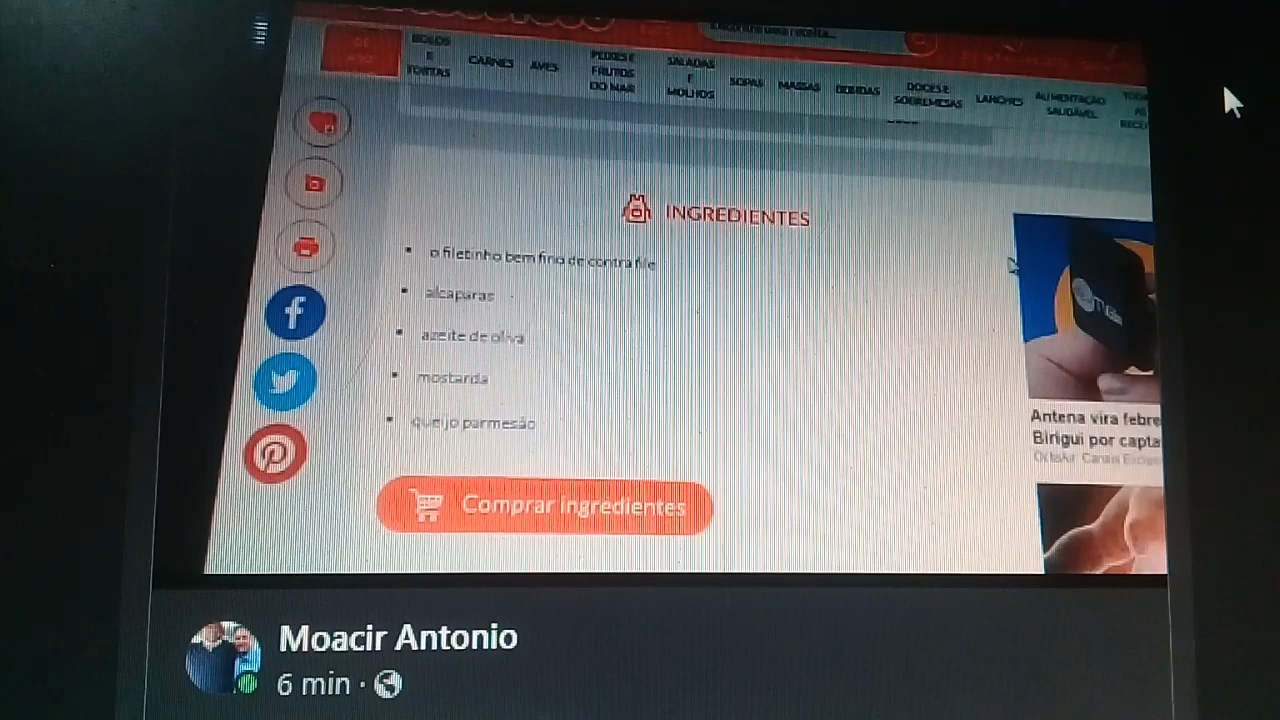 BOLOS
E
TORTAS
CARNES
AVES
PEIXES E
FRUTOS
DO MAR
SALADAS
E
MOLHOS
SOPAS
MASSAS
BEBIDAS
DOCES E
SOBREMESAS
LANCHES
ALIMENTAÇÃO
SAUDÁVEL
INGREDIENTES
o filetinho bem fino de contra file
alcaparas
azeite de oliva
mostarda
queijo parmesão
Comprar ingredientes
Antena vira febre
Birigui por capta
Moacir Antonio
6 min ·